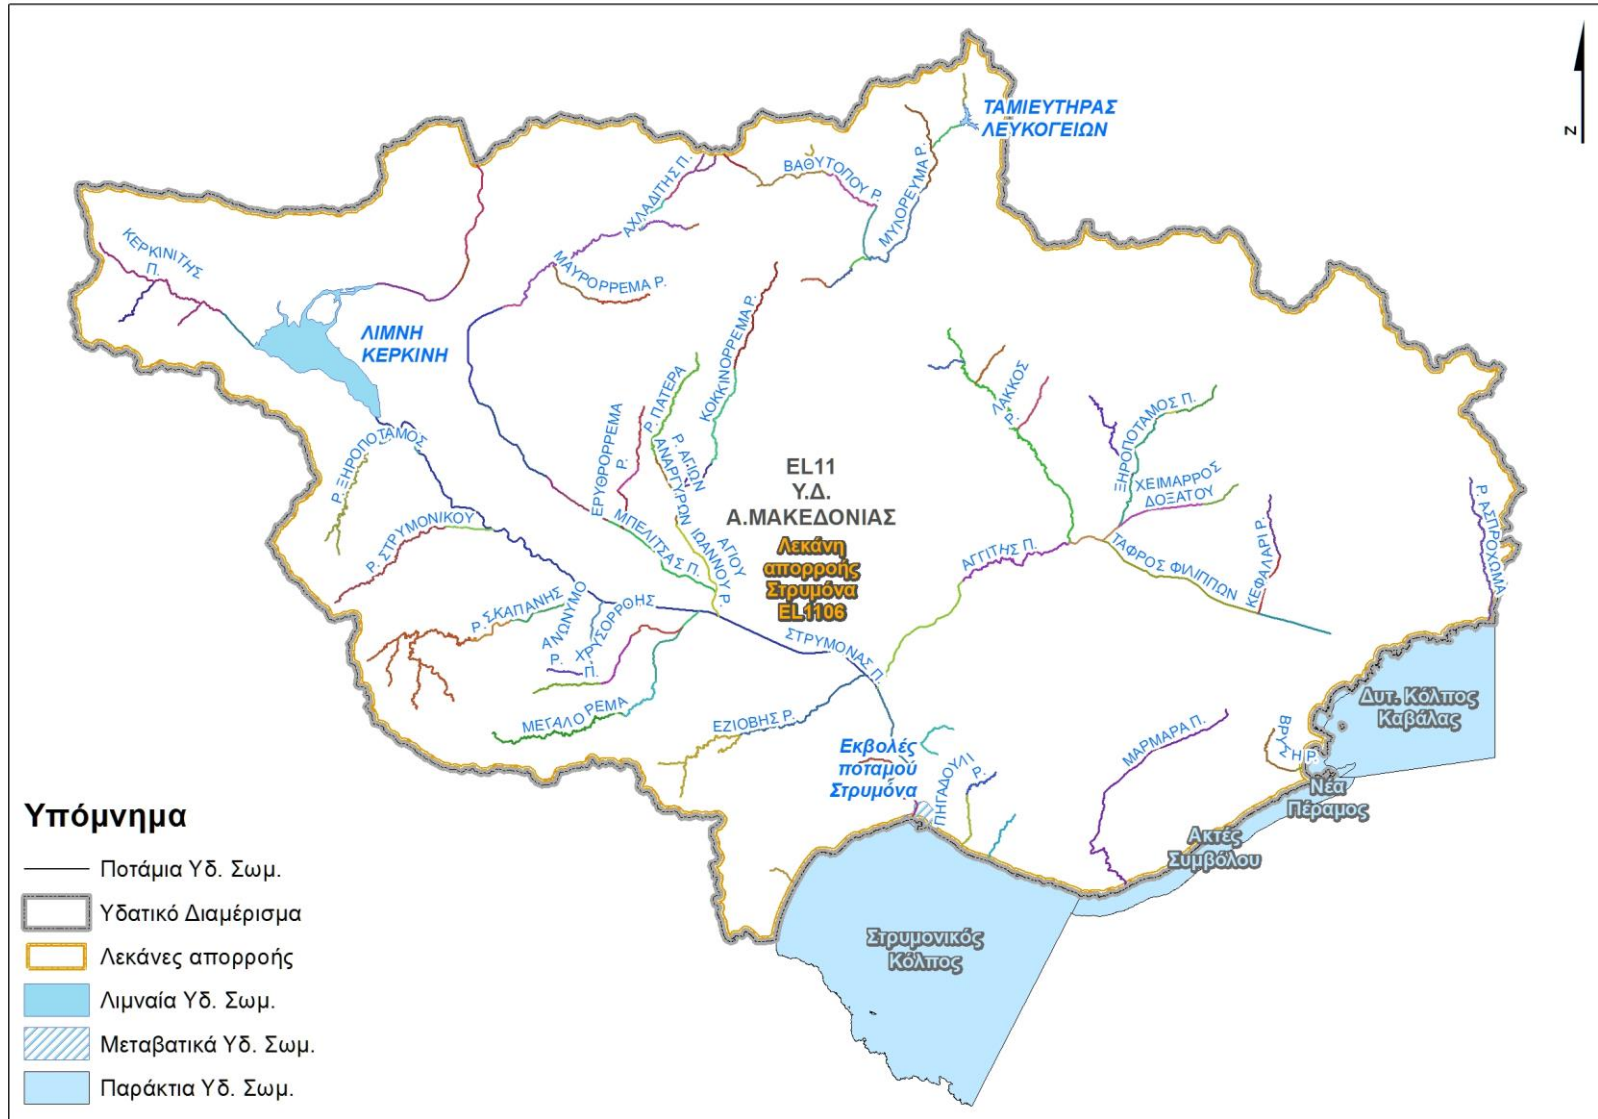 ΤΑΜΙΕΥΤΗΡΑΣ
ΛΕΥΚΟΓΕΙΩΝ
N
ΑΧΛΑΔΙΤΗΣ Π.
ΒΑΘΥΤΟΠΟΥ Ρ.
ΜΥΛΟΡΕΥΜΑ Ρ.
ΚΕΡΚΙΝΙΤΗΣ
Π.
ΜΑΥΡΟΡΡΕΜΑ Ρ.
ΛΙΜΝΗ
ΚΕΡΚΙΝΗ
ΚΟΚΚΙΝΟΡΡΕΜΑ Ρ.
Ρ. ΠΑΤΕΡΑ
ΛΑΚΚΟΣ
Ρ.
ΞΗΡΟΠΟΤΑΜΟΣ Π.
Ρ. ΞΗΡΟΠΟΤΑΜΟΣ
ΕΡΥΘΡΟΡΡΕΜΑ
Ρ.
Ρ. ΑΓΙΩΝ
ΑΝΑΡΓΥΡΩΝ
EL11
Υ.Δ.
Α.ΜΑΚΕΔΟΝΙΑΣ
Λεκάνη
απορροής
Στρυμόνα
EL1106
ΧΕΙΜΑΡΡΟΣ
ΔΟΞΑΤΟΥ
Ρ. ΑΣΠΡΟΧΩΜΑ
Ρ. ΣΤΡΥΜΟΝΙΚΟΥ
ΜΠΕΛΙΤΣΑΣ Π.
ΑΓΙΟΥ
ΙΩΑΝΝΟΥ Ρ.
ΑΓΓΙΤΗΣ Π.
ΤΑΦΡΟΣ ΦΙΛΙΠΠΩΝ
ΚΕΦΑΛΑΡΙ Ρ.
Ρ.Σ.ΚΑΠΑΝΗΣ
ΑΝΩΝΥΜΟ
Ρ.
ΧΡΥΣΟΡΡΟΗΣ
Π.
ΣΤΡΥΜΟΝΑΣ Π.
ΜΕΓΑΛΟ ΡΕΜΑ
ΕΖΙΟΒΗΣ Ρ.
Δυτ. Κόλπος
Καβάλας
Εκβολές
ποταμού
Στρυμόνα
ΠΗΓΑΔΟΥΛΙ
Ρ.
ΜΑΡΜΑΡΑ Π.
ΒΡΥΣΗ Ρ.
Νέα
Πέραμος
Ακτές
Συμβόλου
Στρυμονικός
Κόλπος
Υπόμνημα
Ποτάμια Υδ. Σωμ.
Υδατικό Διαμέρισμα
Λεκάνες απορροής
Λιμναία Υδ. Σωμ.
Μεταβατικά Υδ. Σωμ.
Παράκτια Υδ. Σωμ.